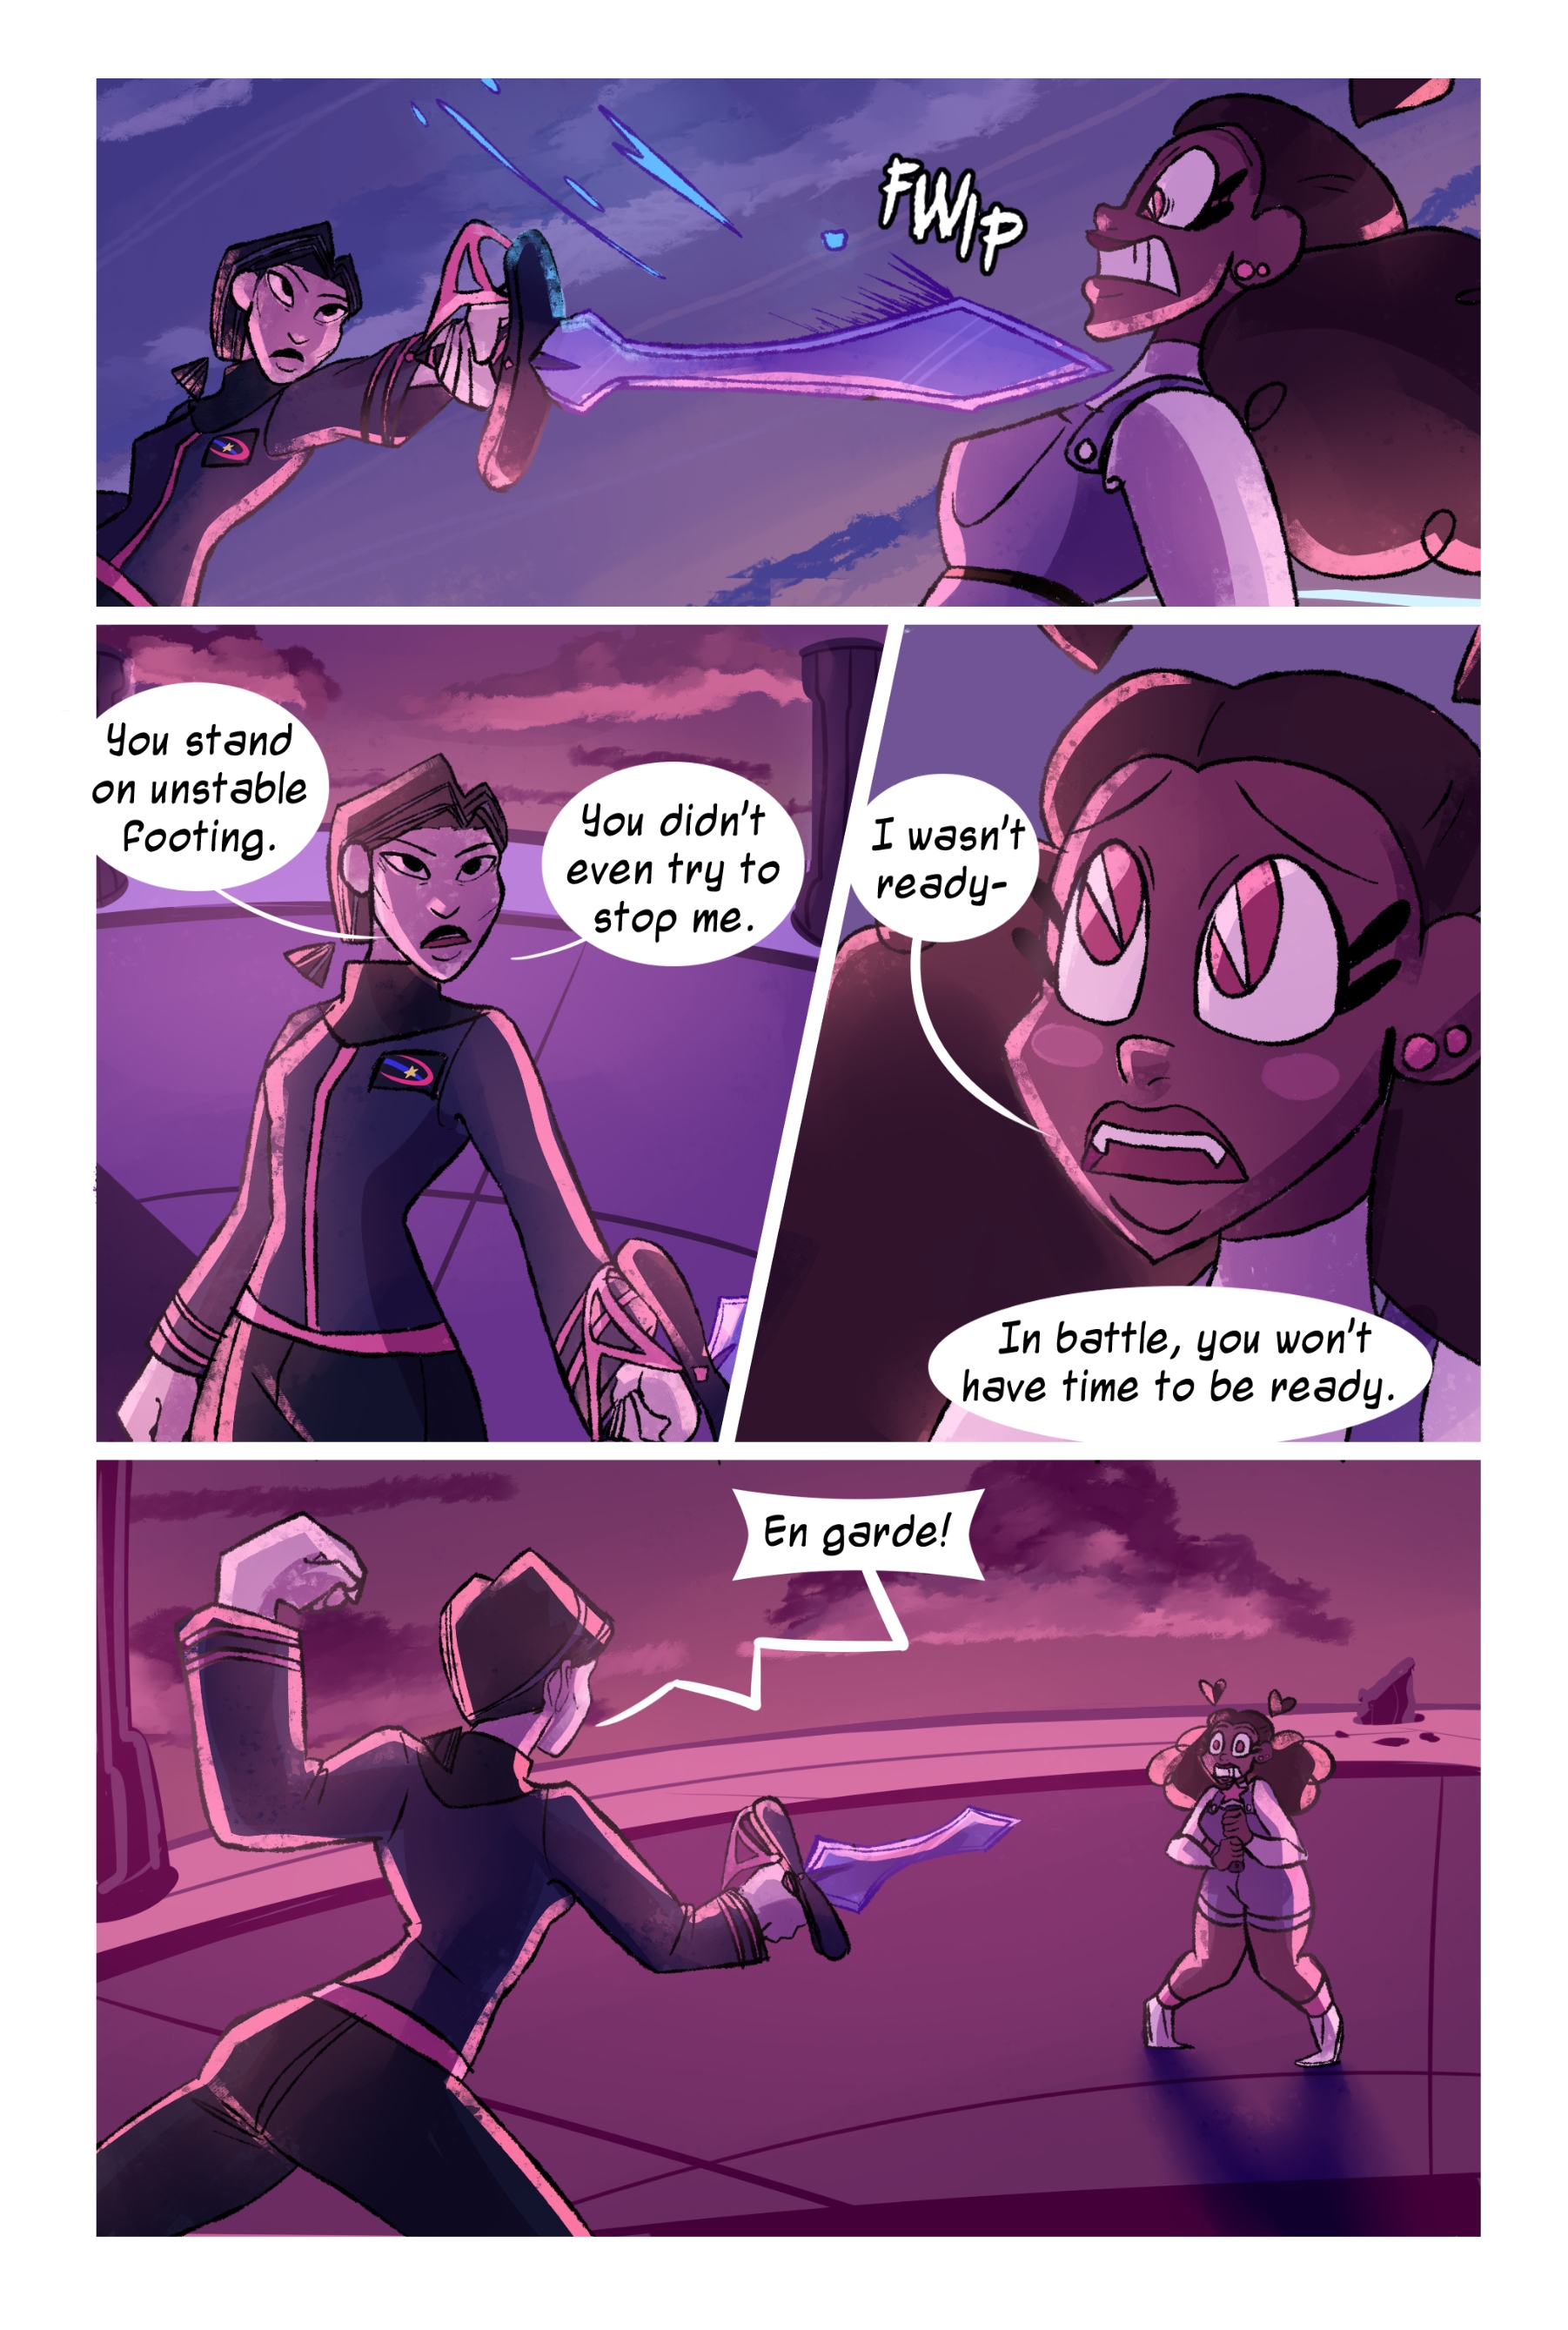 FWIP
You stand
on unstable
footing.
You didn't
even try to
stop me.
I wasn't
ready-
In battle, you won't
have time to be ready.
En garde!